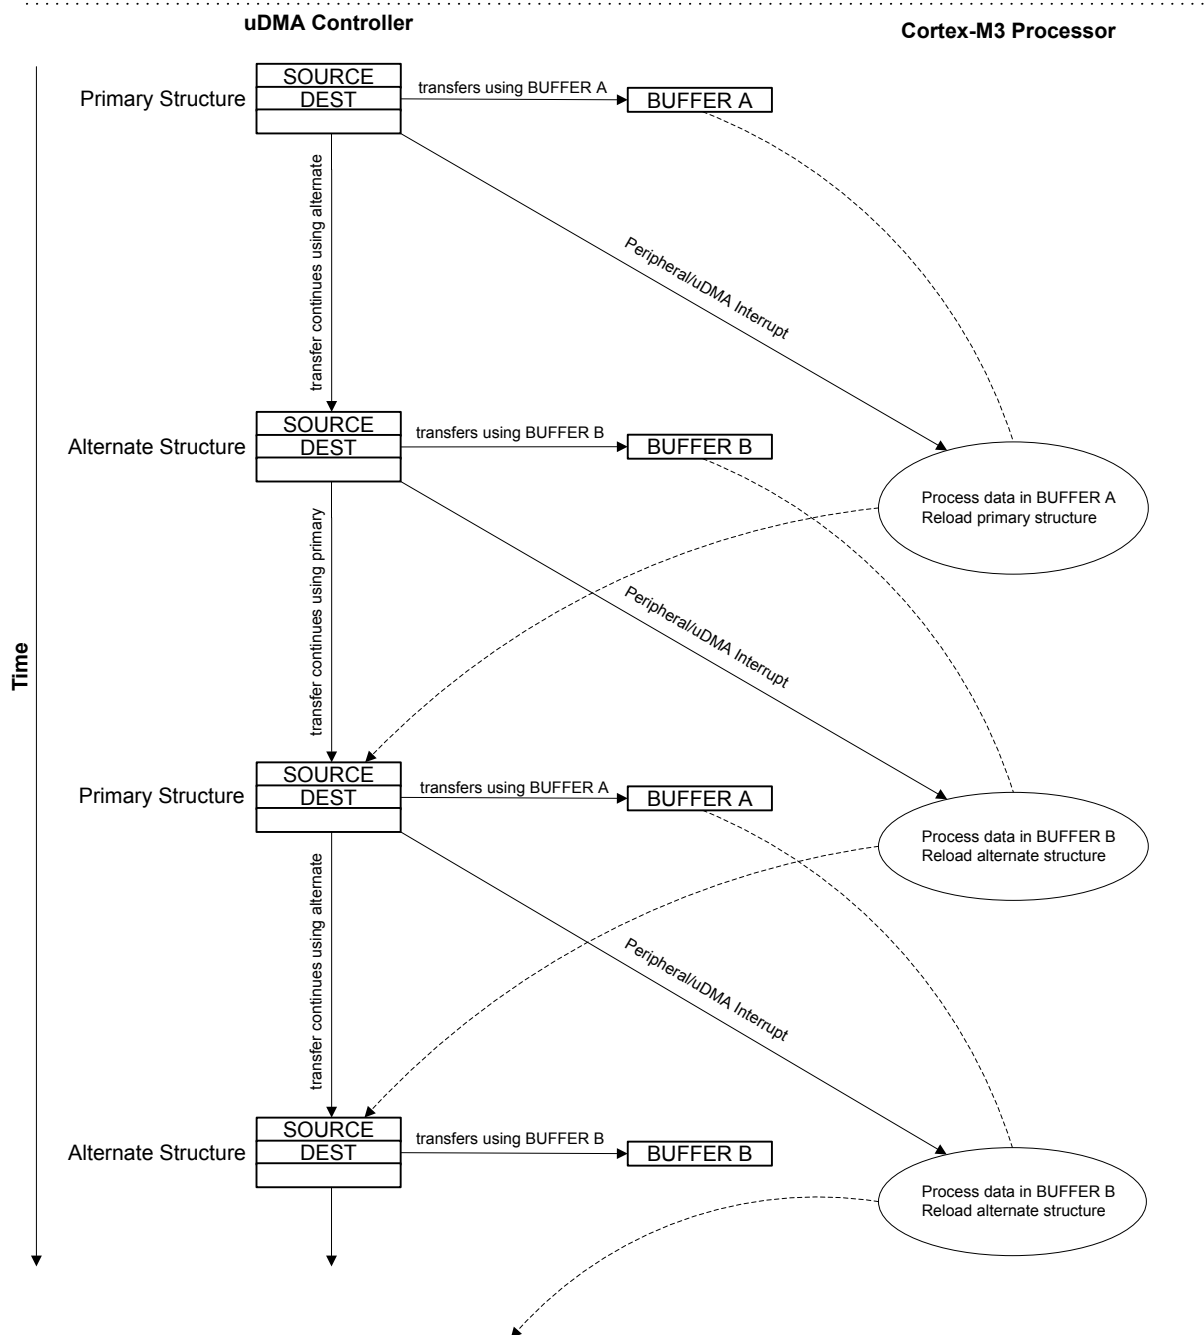 uDMA Controller
Cortex-M3 Processor
SOURCE
Primary Structure
DEST
transfers using BUFFER A
BUFFER A
transfer continues using alternate
Peripheral/uDMA Interrupt
SOURCE
Alternate Structure
DEST
transfers using BUFFER B
BUFFER B
Process data in BUFFER A
Reload primary structure
transfer continues using primary
Peripheral/uDMA Interrupt
Time
SOURCE
Primary Structure
DEST
transfers using BUFFER A
BUFFER A
Process data in BUFFER B
Reload alternate structure
transfer continues using alternate
Peripheral/uDMA Interrupt
SOURCE
Alternate Structure
DEST
transfers using BUFFER B
BUFFER B
Process data in BUFFER B
Reload alternate structure